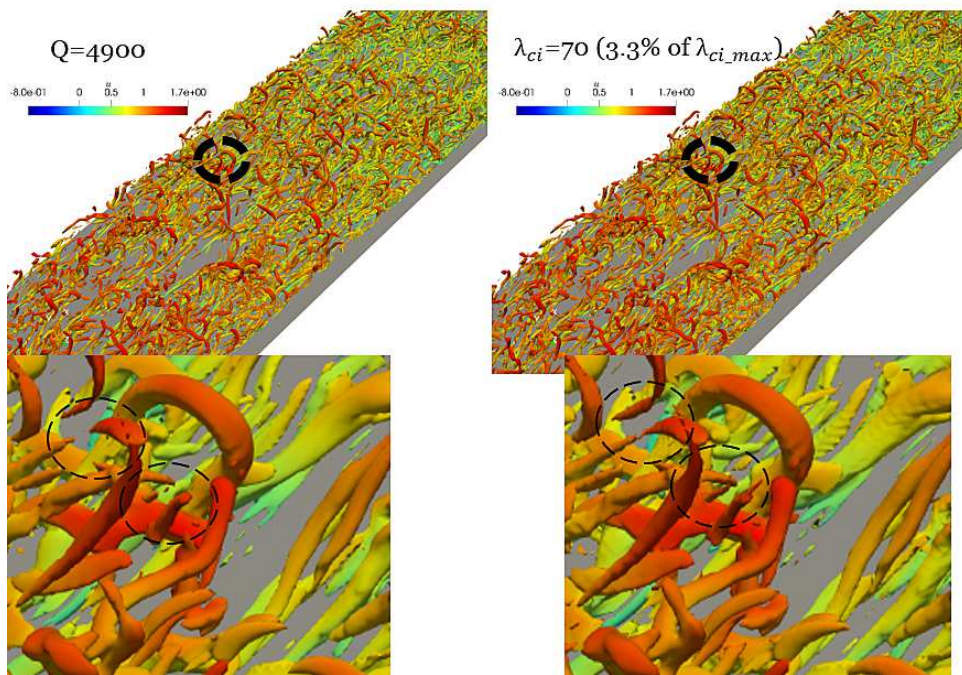 Q=4900
λci=70 (3.3% of λci_max)
u
-8.0e-01 0 0.5 1 1.7e+00
u
-8.0e-01 0 0.5 1 1.7e+00